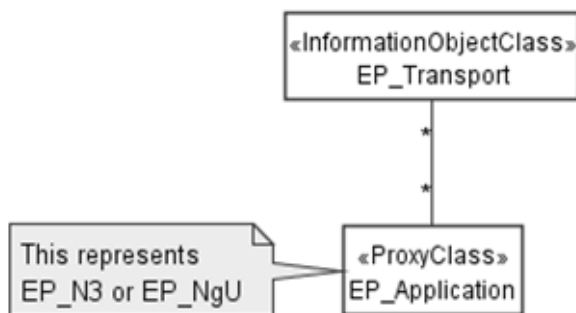 «InformationObjectClass»
EP_Transport
*
*
This represents
EP_N3 or EP_NgU
«ProxyClass»
EP_Application